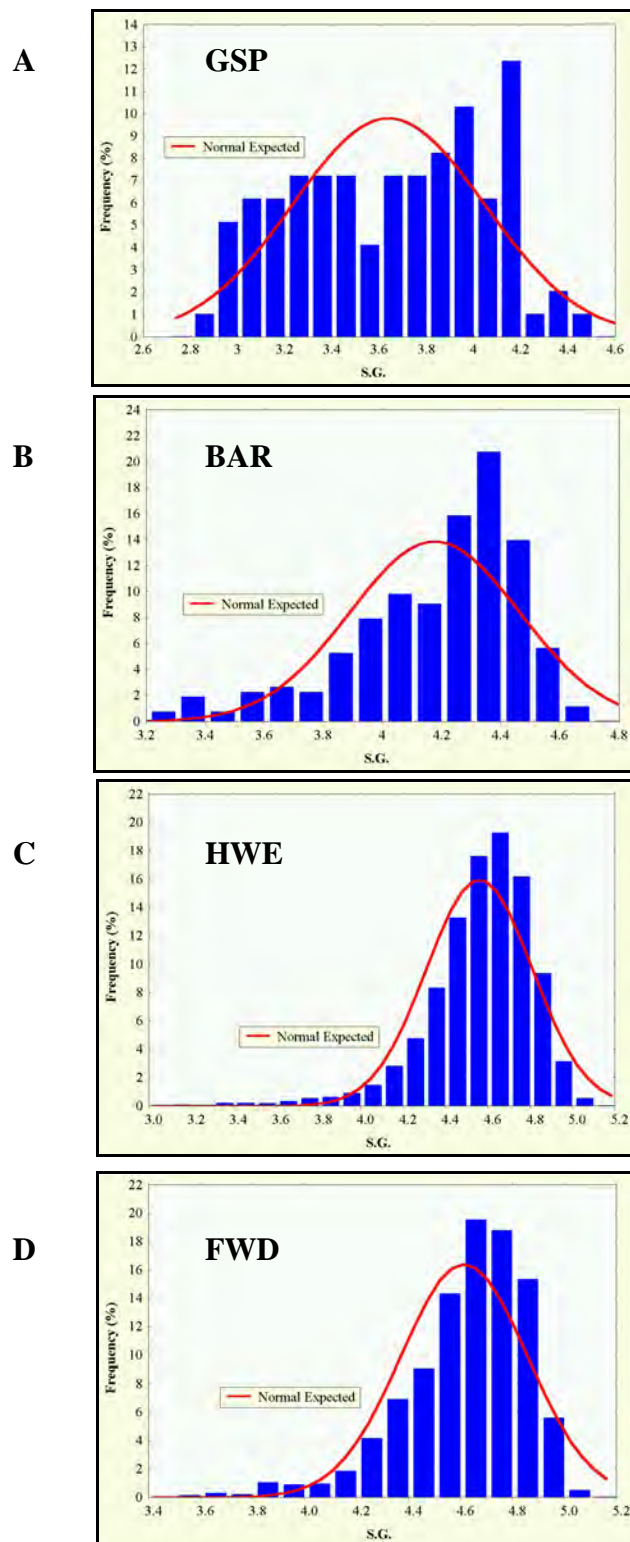 A
GSP
14
13
12
11
10
9
8
7
6
5
4
3
2
1
0
Frequency (%)
Normal Expected
2.6 2.8 3 3.2 3.4 3.6 3.8 4 4.2 4.4 4.6
S.G.
B
BAR
24
22
20
18
16
14
12
10
8
6
4
2
0
Frequency (%)
Normal Expected
3.2 3.4 3.6 3.8 4 4.2 4.4 4.6 4.8
S.G.
C
HWE
22
20
18
16
14
12
10
8
6
4
2
0
Frequency (%)
Normal Expected
3.0 3.2 3.4 3.6 3.8 4.0 4.2 4.4 4.6 4.8 5.0 5.2
S.G.
D
FWD
22
20
18
16
14
12
10
8
6
4
2
0
Frequency (%)
Normal Expected
3.4 3.6 3.8 4.0 4.2 4.4 4.6 4.8 5.0 5.2
S.G.